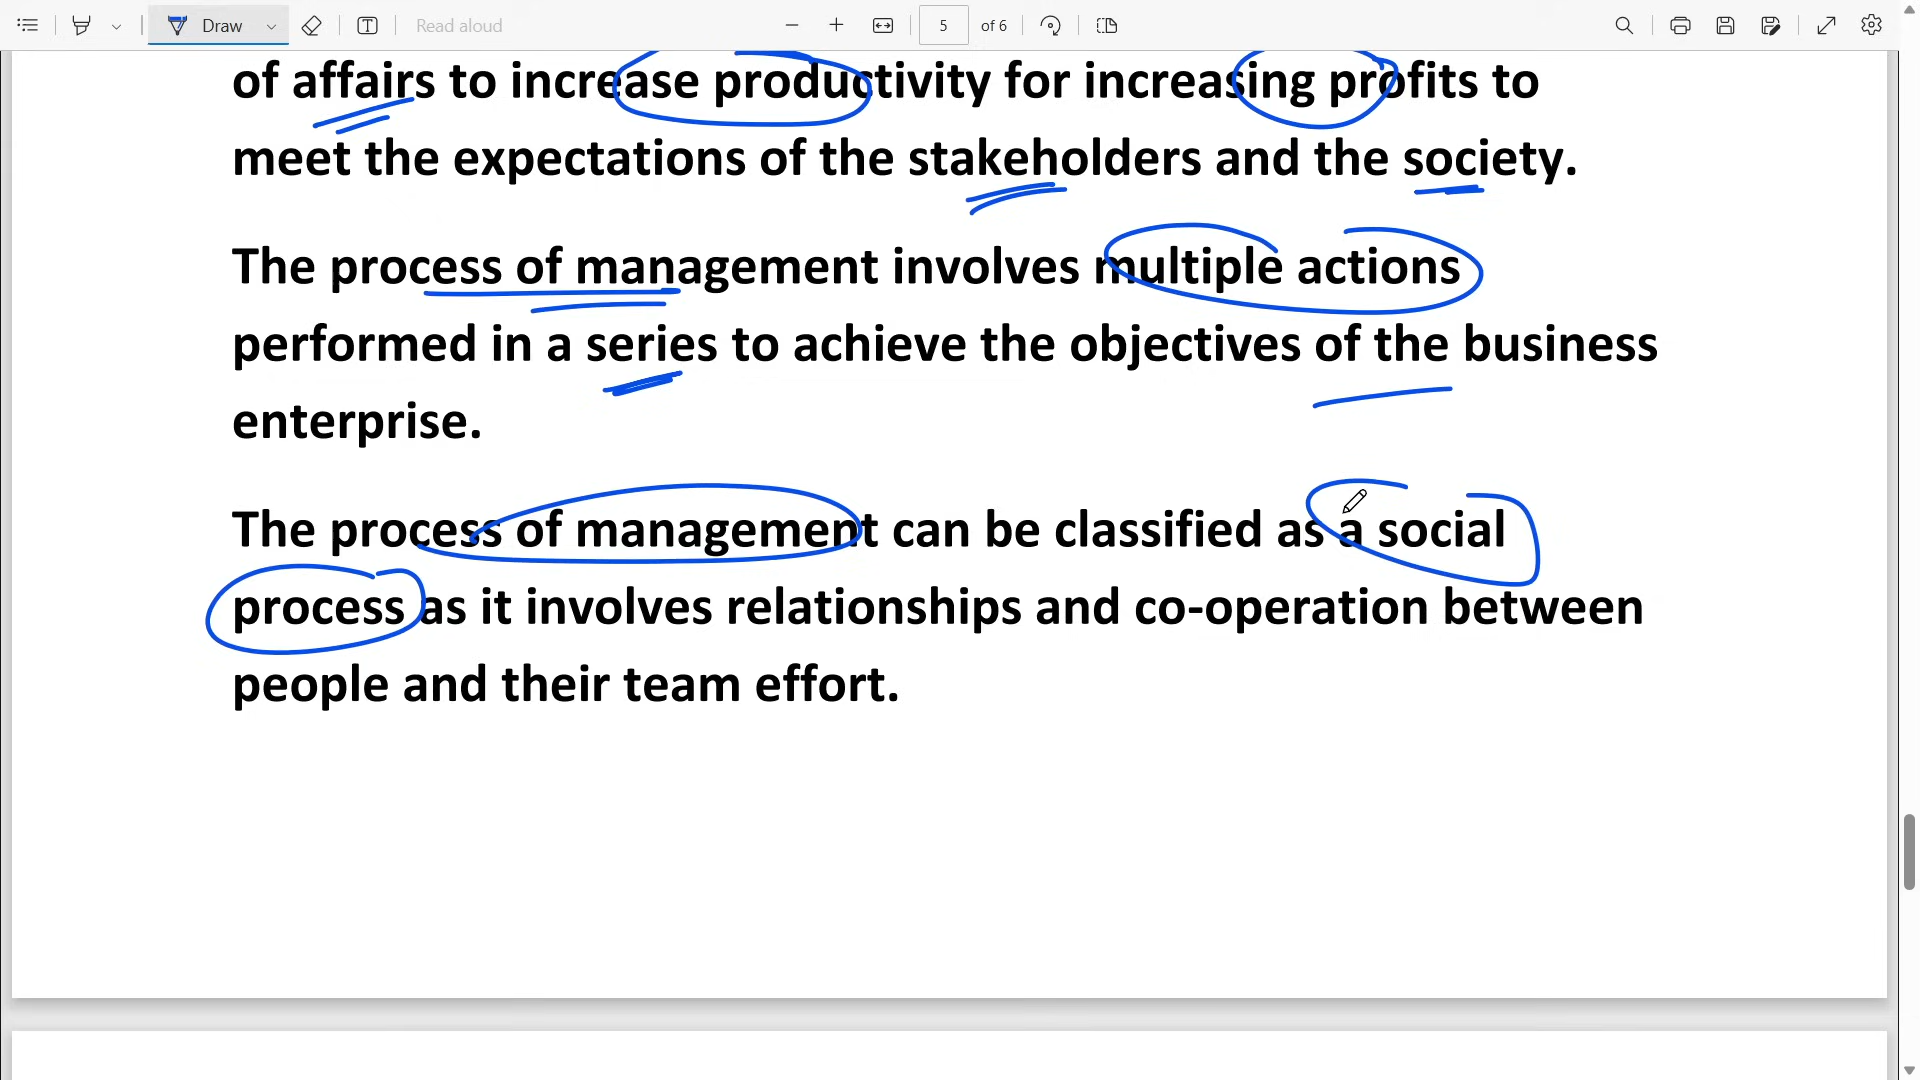 Draw
Read aloud
5
of 6
of affairs to increase productivity for increasing profits to
meet the expectations of the stakeholders and the society.
The process of management involves multiple actions
performed in a series to achieve the objectives of the business
enterprise.
The process of management can be classified as a social
process as it involves relationships and co-operation between
people and their team effort.